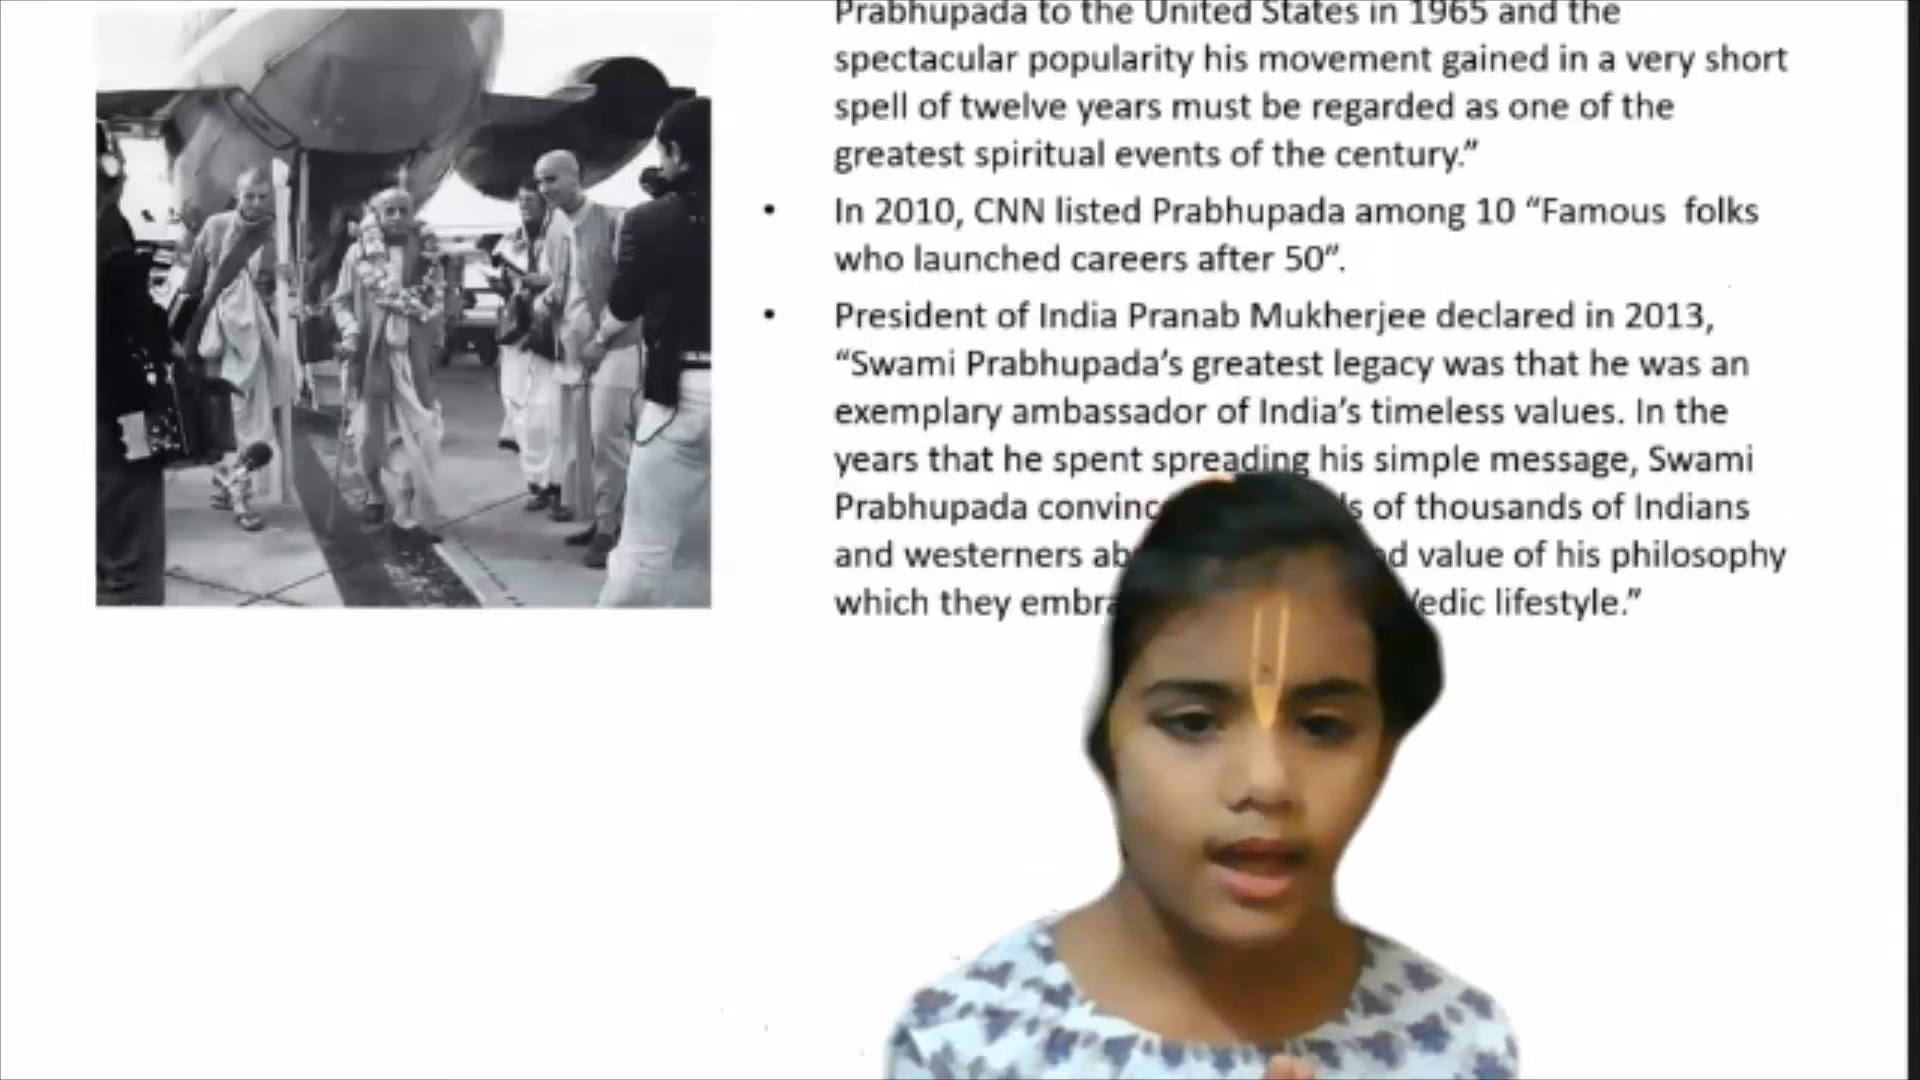 Prabhupada to the United States in 1965 and the
spectacular popularity his movement gained in a very short
spell of twelve years must be regarded as one of the
greatest spiritual events of the century.”
• In 2010, CNN listed Prabhupada among 10 “Famous folks
who launched careers after 50”.
• President of India Pranab Mukherjee declared in 2013,
“Swami Prabhupada’s greatest legacy was that he was an
exemplary ambassador of India’s timeless values. In the
years that he spent spreading his simple message, Swami
Prabhupada of thousands of Indians
and westerners value of his philosophy
which they lifestyle.”